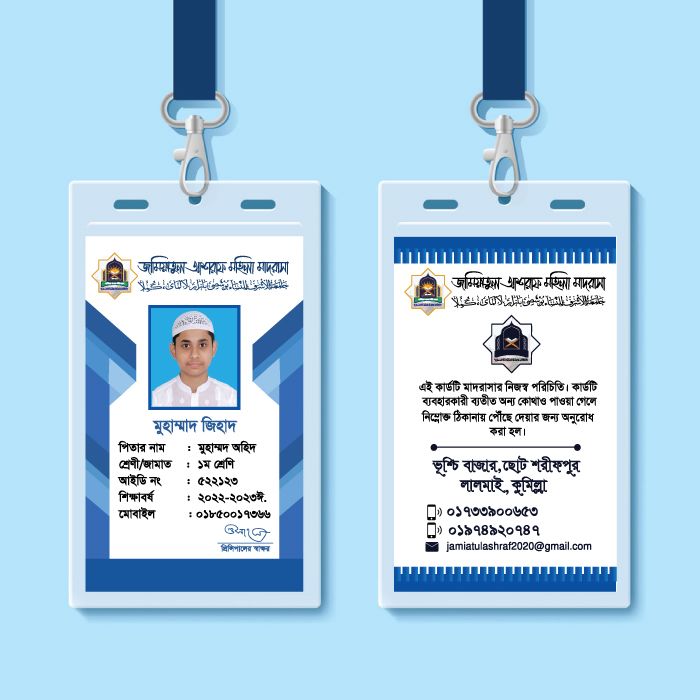 জামিয়াতুল আশরাফ মহিলা মাদরাসা
মুহাম্মাদ জিহাদ
পিতার নাম : মুহাম্মদ অহিদ
শ্রেণী/জামাত : ১ম শ্রেণি
আইডি নং : ৫২২১২৩
শিক্ষাবর্ষ : ২০২২-২০২৩ঈ.
মোবাইল : ০১৮৫০০১৭৩৬৬
প্রিন্সিপালের স্বাক্ষর
জামিয়াতুল আশরাফ মহিলা মাদরাসা
এই কার্ডটি মাদরাসার নিজস্ব পরিচিতি। কার্ডটি
ব্যবহারকারী ব্যতীত অন্য কোথাও পাওয়া গেলে
নিম্নোক্ত ঠিকানায় পৌঁছে দেয়ার জন্য অনুরোধ
করা হল।
ভূশ্চি বাজার,ছোট শরীফপুর
লালমাই, কুমিল্লা
০১৭৩৩৯০০৬৫৩
০১৯৭৪৯২০৭৪৭
jamiatulashraf2020@gmail.com